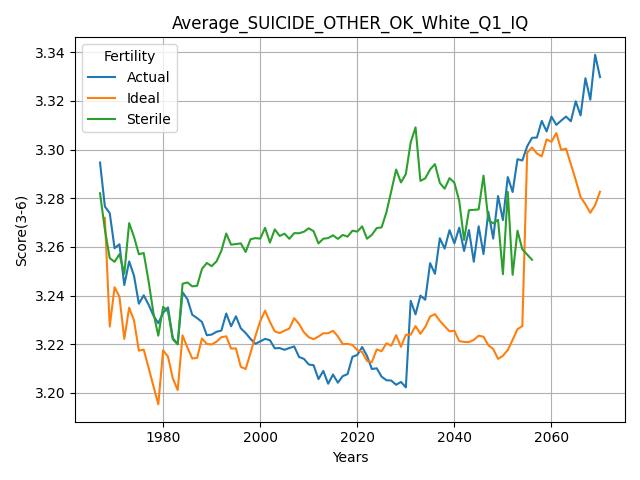 Average_SUICIDE_OTHER_OK_White_Q1_IQ
Fertility
Actual
Ideal
Sterile
Score(3-6)
3.34
3.32
3.30
3.28
3.26
3.24
3.22
3.20
1980
2000
2020
2040
2060
Years